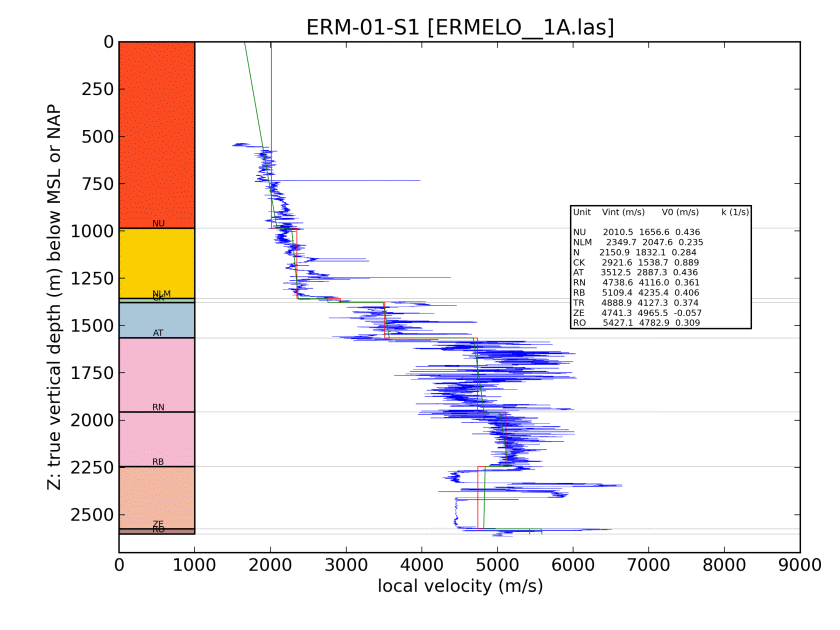 ERM-01-S1 [ERMELO__1A.las]
0
250
500
750
1000
1250
1500
1750
2000
2250
2500
Z: true vertical depth (m) below MSL or NAP
NU
NLM
CK
AT
RN
RB
ZE
RO
Unit Vint (m/s) V0 (m/s) k (1/s)
NU 2010.5 1656.6 0.436
NLM 2349.7 2047.6 0.235
N 2150.9 1832.1 0.284
CK 2921.6 1538.7 0.889
AT 3512.5 2887.3 0.436
RN 4738.6 4116.0 0.361
RB 5109.4 4235.4 0.406
TR 4888.9 4127.3 0.374
ZE 4741.3 4965.5 -0.057
RO 5427.1 4782.9 0.309
0 1000 2000 3000 4000 5000 6000 7000 8000 9000
local velocity (m/s)